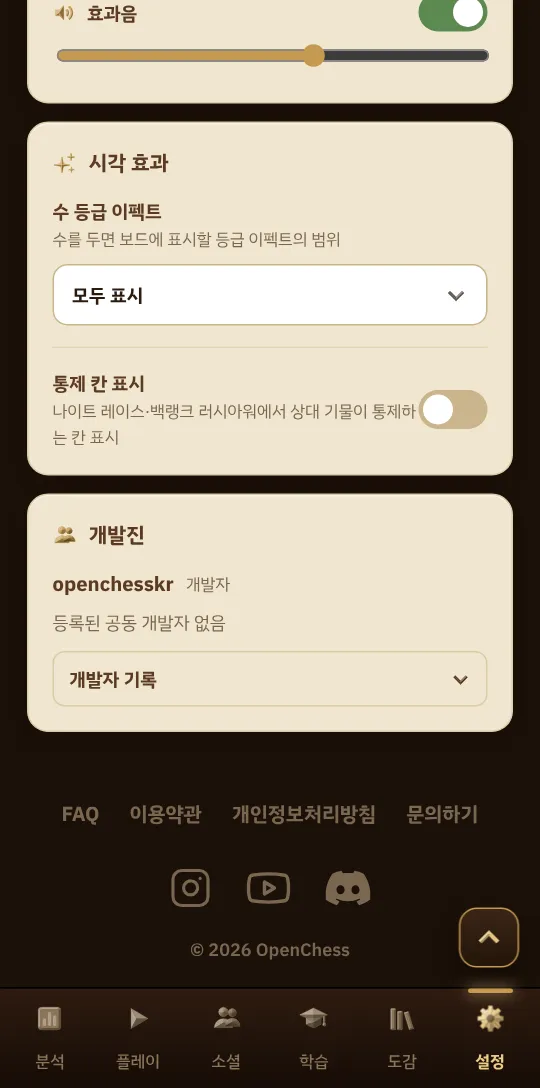 효과음
시각 효과
수 등급 이펙트
수를 두면 보드에 표시할 등급 이펙트의 범위
모두 표시
통제 칸 표시
나이트 레이스·백랭크 러시아워에서 상대 기물이 통제하
는 칸 표시
개발진
openchesskr 개발자
등록된 공동 개발자 없음
개발자 기록
FAQ 이용약관 개인정보처리방침 문의하기
© 2026 OpenChess
분석 플레이 소셜 학습 도감 설정